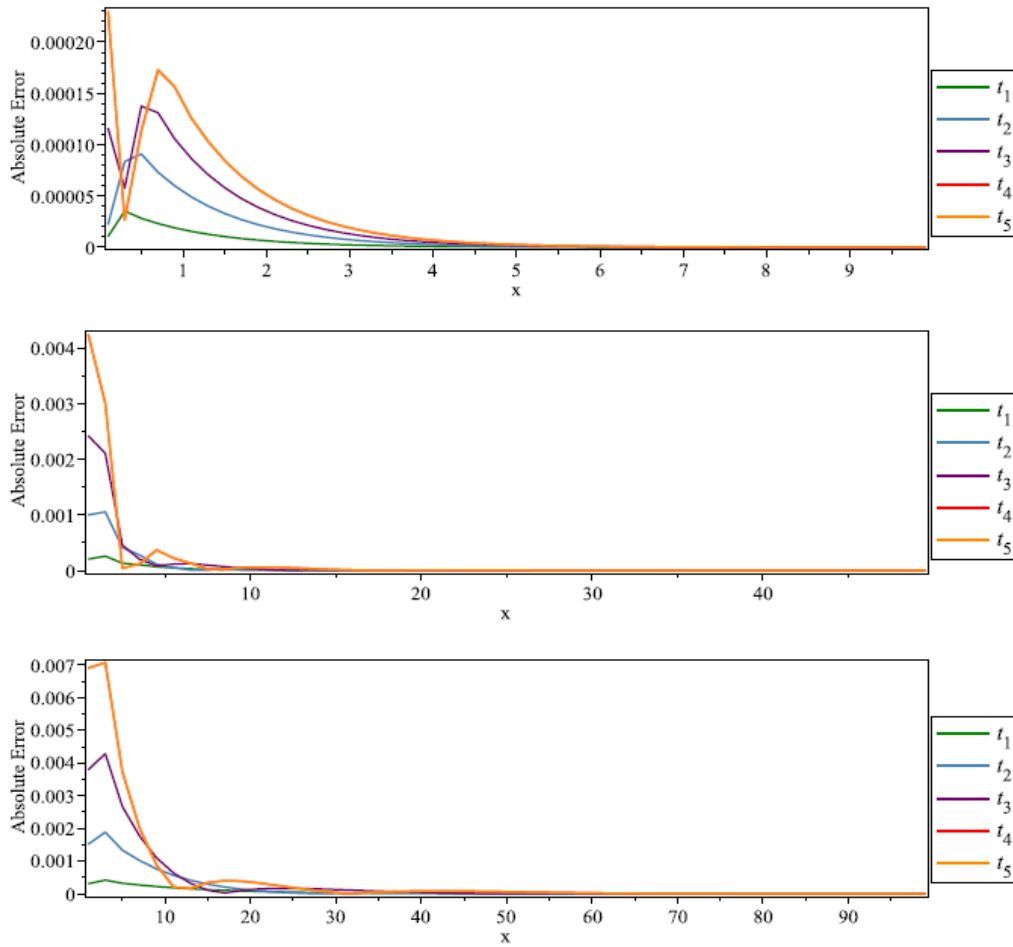 Absolute Error
0.00020
0.00015
0.00010
0.00005
0
1 2 3 4 5 6 7 8 9
x
t1
t2
t3
t4
t5
Absolute Error
0.004
0.003
0.002
0.001
0
10 20 30 40
x
t1
t2
t3
t4
t5
Absolute Error
0.007
0.006
0.005
0.004
0.003
0.002
0.001
0
10 20 30 40 50 60 70 80 90
x
t1
t2
t3
t4
t5